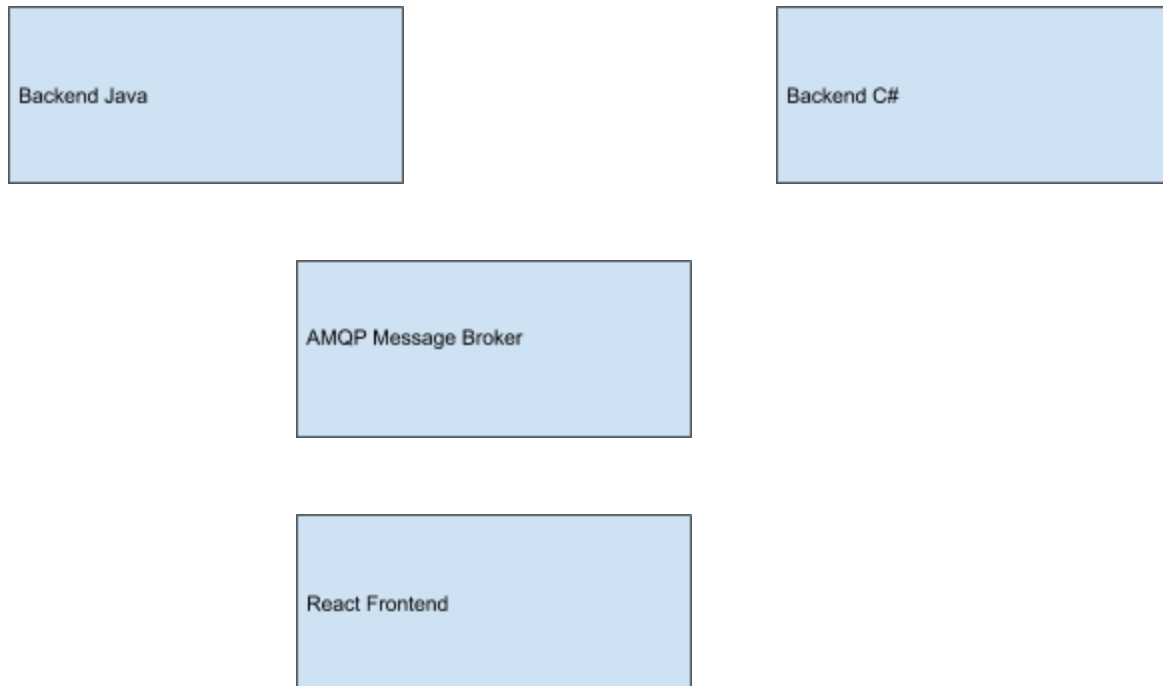 Backend Java
Backend C#
AMQP Message Broker
React Frontend